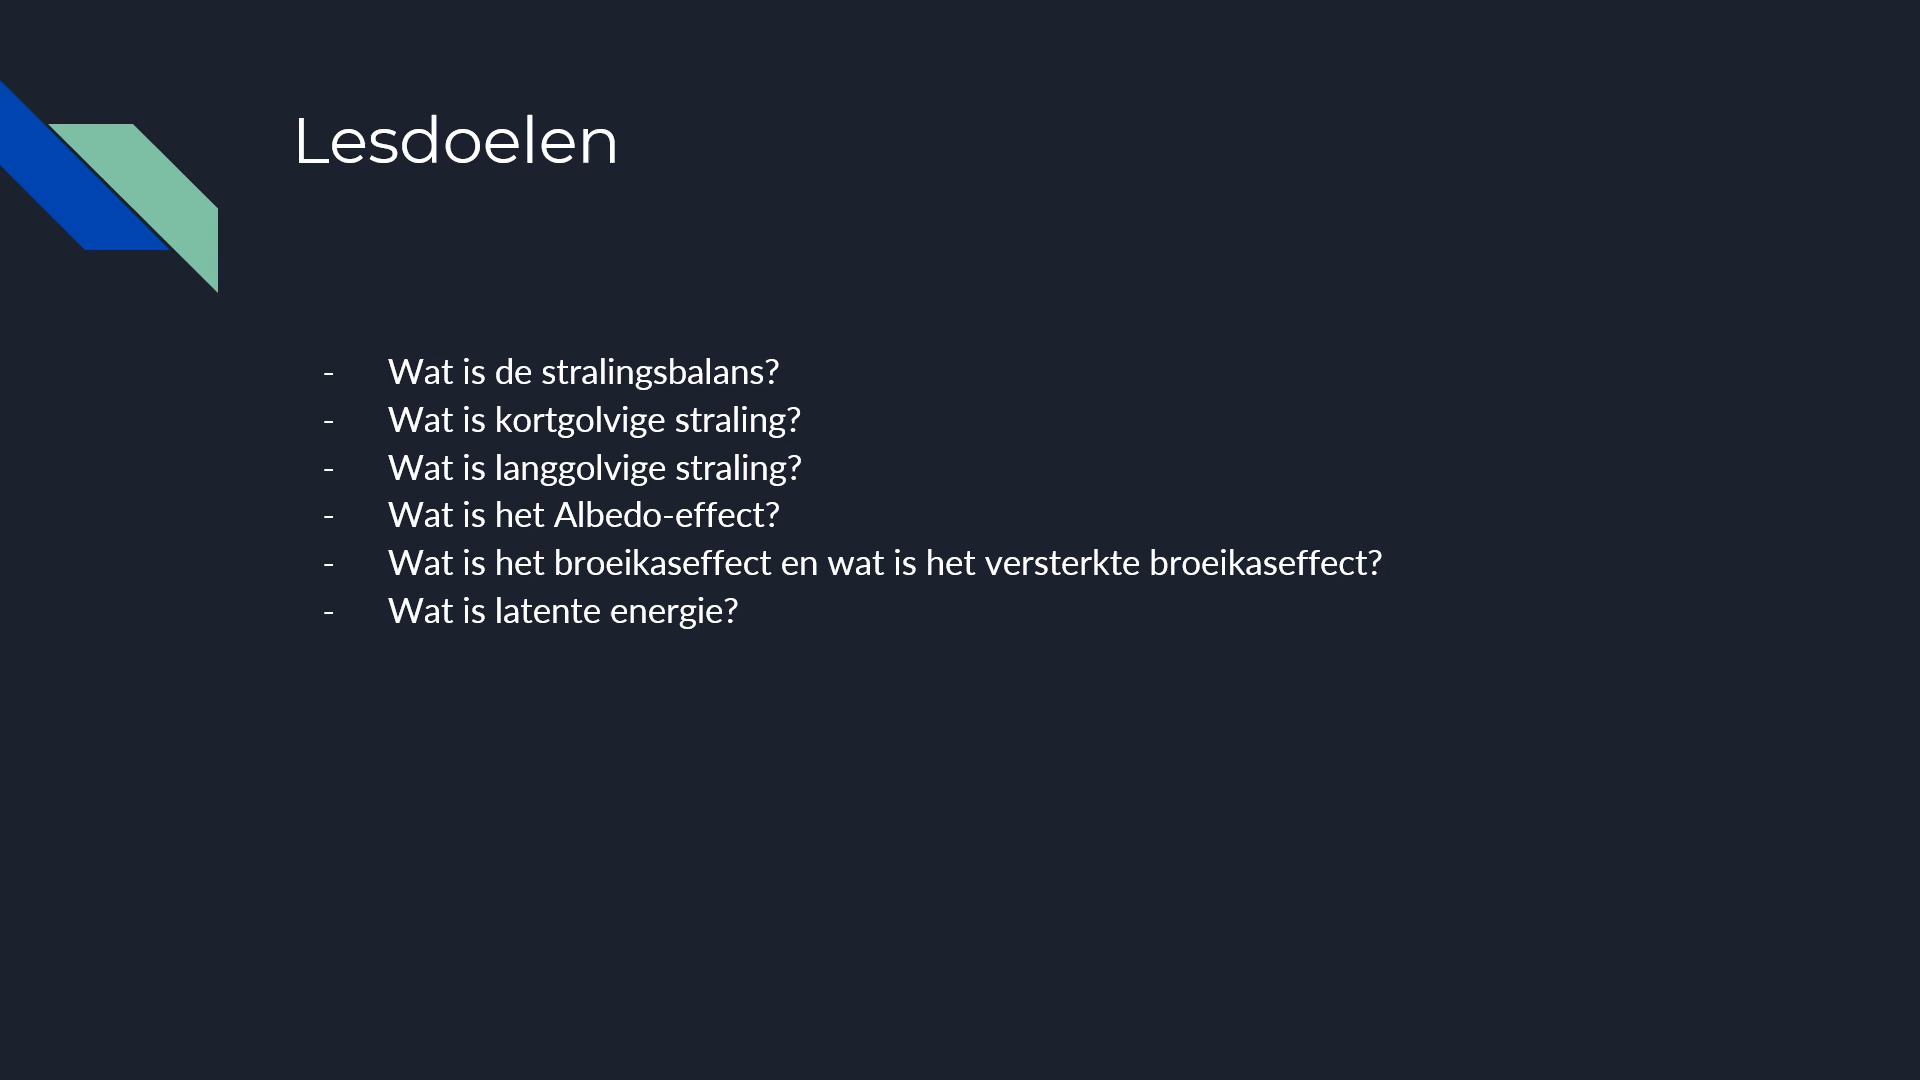 Lesdoelen
- Wat is de stralingsbalans?
- Wat is kortgolvige straling?
- Wat is langgolvige straling?
- Wat is het Albedo-effect?
- Wat is het broeikaseffect en wat is het versterkte broeikaseffect?
- Wat is latente energie?